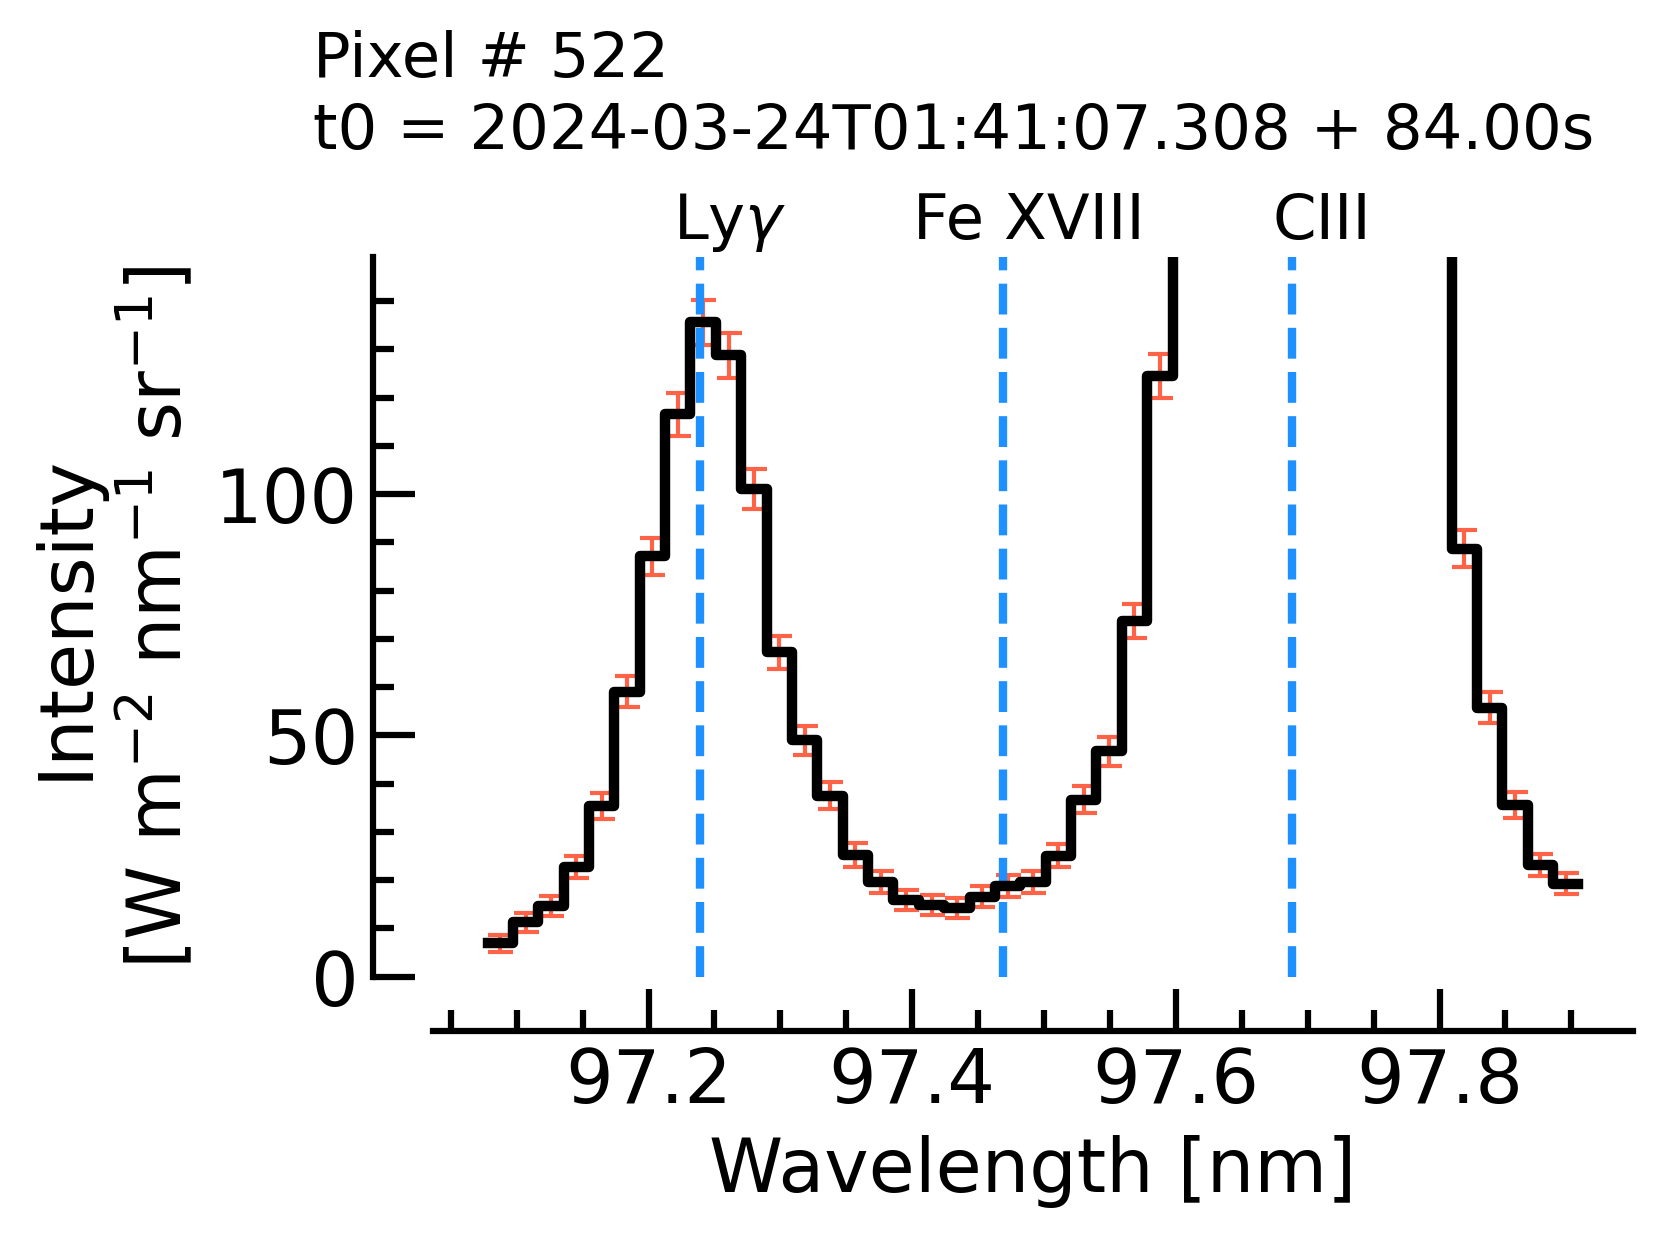 Pixel # 522
t0 = 2024-03-24T01:41:07.308 + 84.00s
Lyγ Fe XVIII CIII
Intensity
[W m⁻² nm⁻¹ sr⁻¹]
100
50
0
97.2 97.4 97.6 97.8
Wavelength [nm]